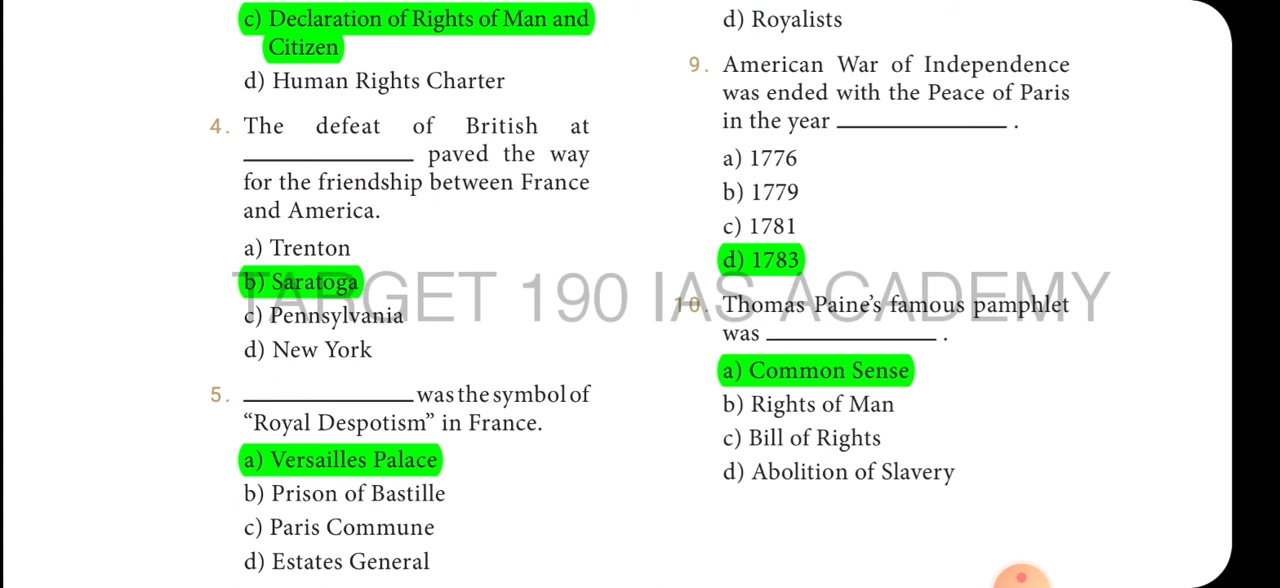 c) Declaration of Rights of Man and
Citizen
d) Human Rights Charter
4. The defeat of British at
____________ paved the way
for the friendship between France
and America.
a) Trenton
b) Saratoga
c) Pennsylvania
d) New York
5. ____________ was the symbol of
“Royal Despotism” in France.
a) Versailles Palace
b) Prison of Bastille
c) Paris Commune
d) Estates General
d) Royalists
9. American War of Independence
was ended with the Peace of Paris
in the year ____________ .
a) 1776
b) 1779
c) 1781
d) 1783
10. Thomas Paine’s famous pamphlet
was ____________ .
a) Common Sense
b) Rights of Man
c) Bill of Rights
d) Abolition of Slavery
TARGET 190 IAS ACADEMY